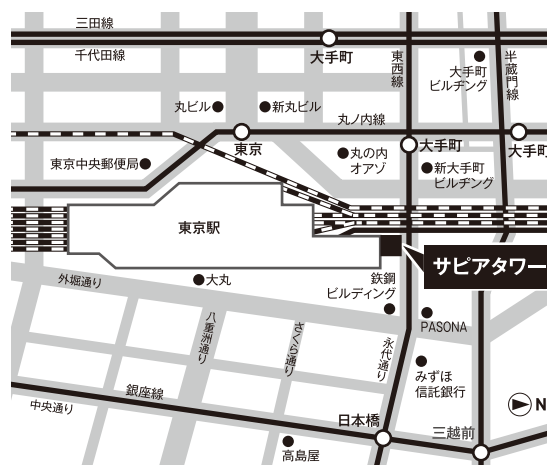 三田線
千代田線
大手町
東西線
大手町
ビルヂング
半蔵門線
丸ビル
新丸ビル
丸ノ内線
東京
大手町
大手町
東京中央郵便局
丸の内
オアゾ
新大手町
ビルヂング
東京駅
サピアタワー
外堀通り
大丸
鉄鋼
ビルディング
八重洲通り
さくら通り
永代通り
PASONA
みずほ
信託銀行
銀座線
中央通り
日本橋
三越前
高島屋
N